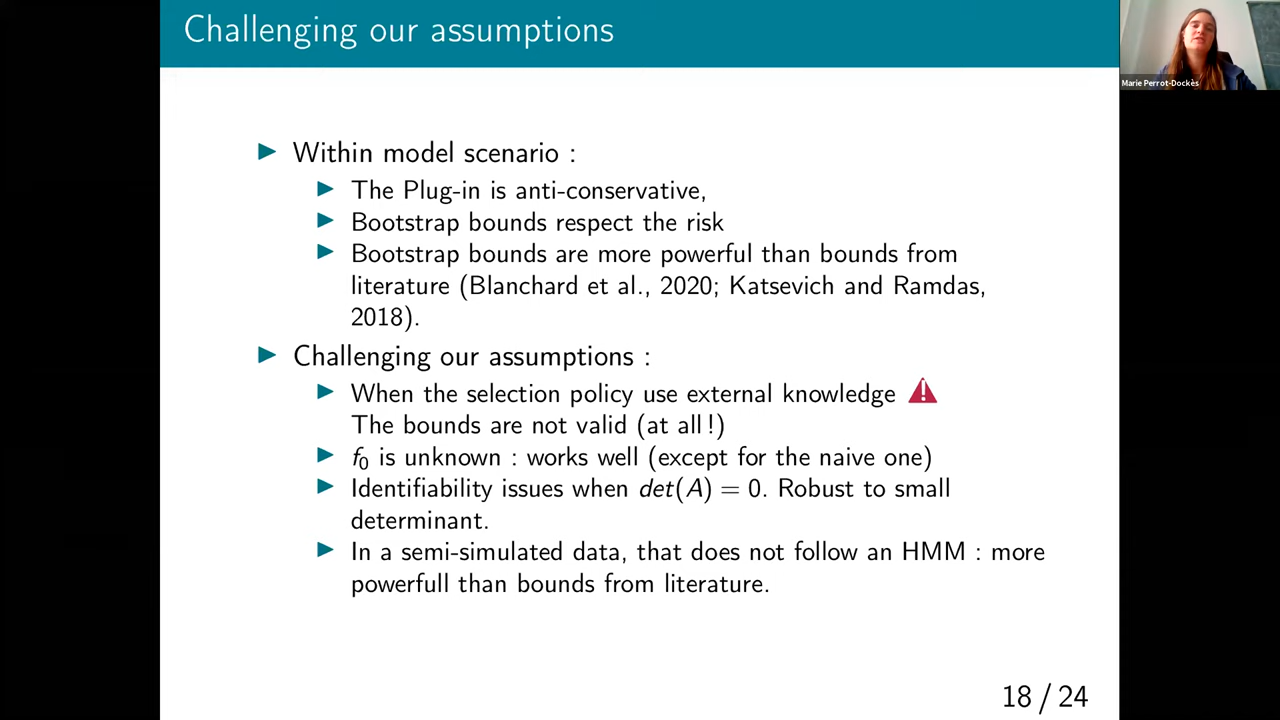 Challenging our assumptions
Marie Perrot-Dockès
Within model scenario :
The Plug-in is anti-conservative,
Bootstrap bounds respect the risk
Bootstrap bounds are more powerful than bounds from
literature (Blanchard et al., 2020; Katsevich and Ramdas,
2018).
Challenging our assumptions :
When the selection policy use external knowledge
The bounds are not valid (at all !)
f0 is unknown : works well (except for the naive one)
Identifiability issues when det(A) = 0. Robust to small
determinant.
In a semi-simulated data, that does not follow an HMM : more
powerfull than bounds from literature.
18 / 24